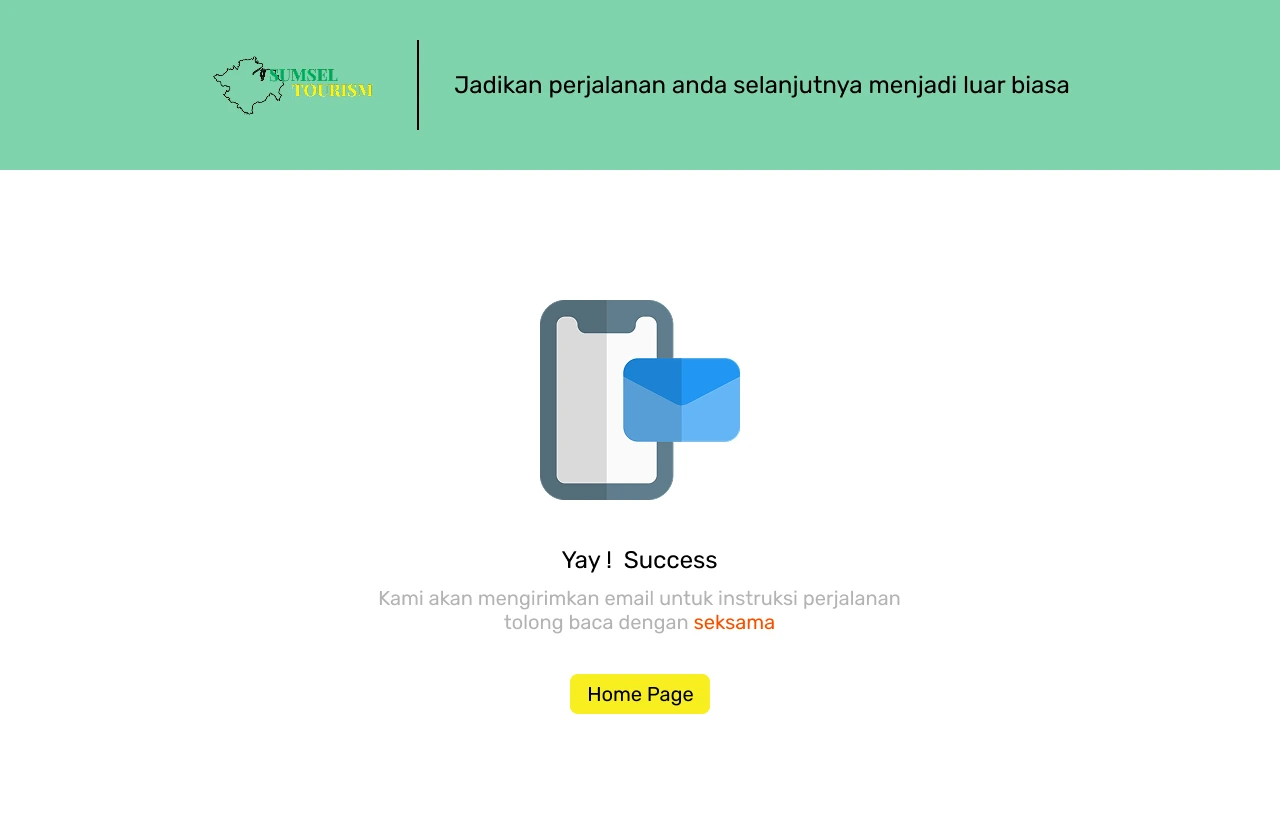 SUMSEL
TOURISM
Jadikan perjalanan anda selanjutnya menjadi luar biasa
Yay !  Success
Kami akan mengirimkan email untuk instruksi perjalanan
tolong baca dengan seksama
Home Page